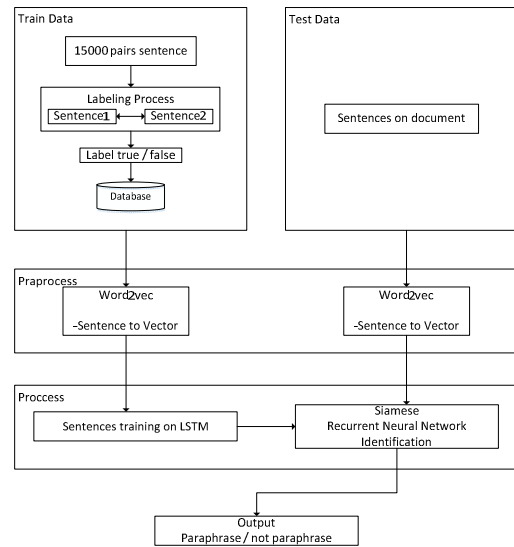 Train Data
15000 pairs sentence
Labeling Process
Sentence1
Sentence2
Label true / false
Database
Test Data
Sentences on document
Praprocess
Word2vec
-Sentence to Vector
Word2vec
-Sentence to Vector
Proccess
Sentences training on LSTM
Siamese
Recurrent Neural Network
Identification
Output
Paraphrase / not paraphrase